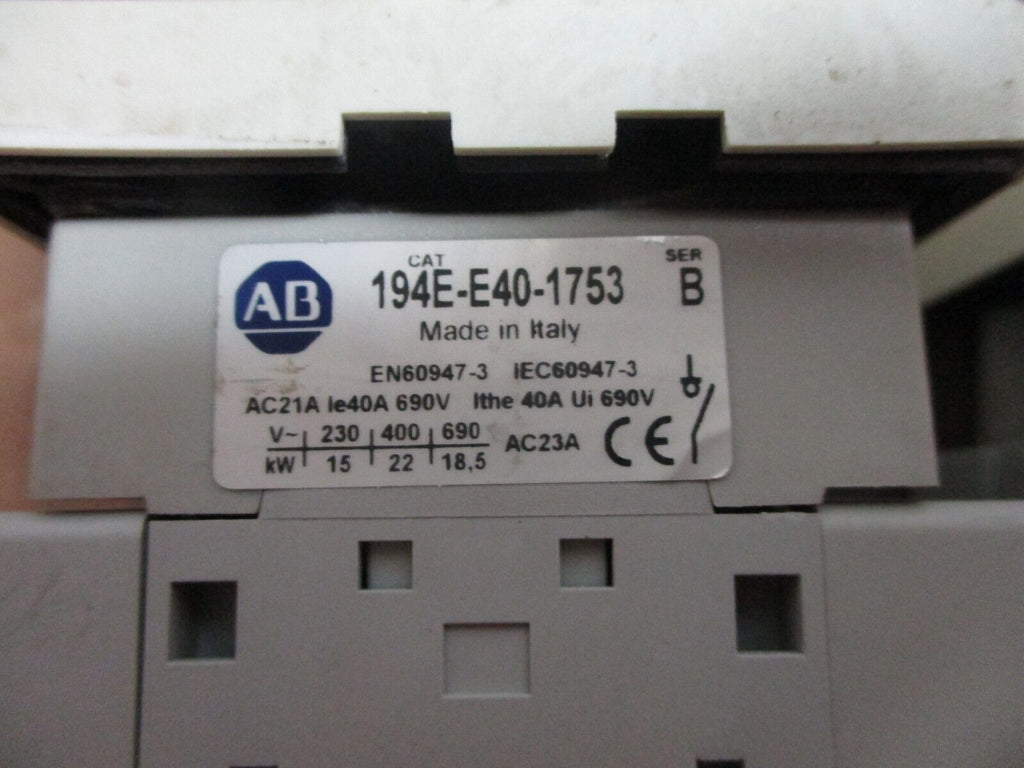 CAT
194E-E40-1753
SER
B
AB
Made in Italy
EN60947-3 IEC60947-3
AC21A Ie40A 690V Ithe 40A Ui 690V
V~ 230 400 690
kW 15 22 18,5
AC23A CE